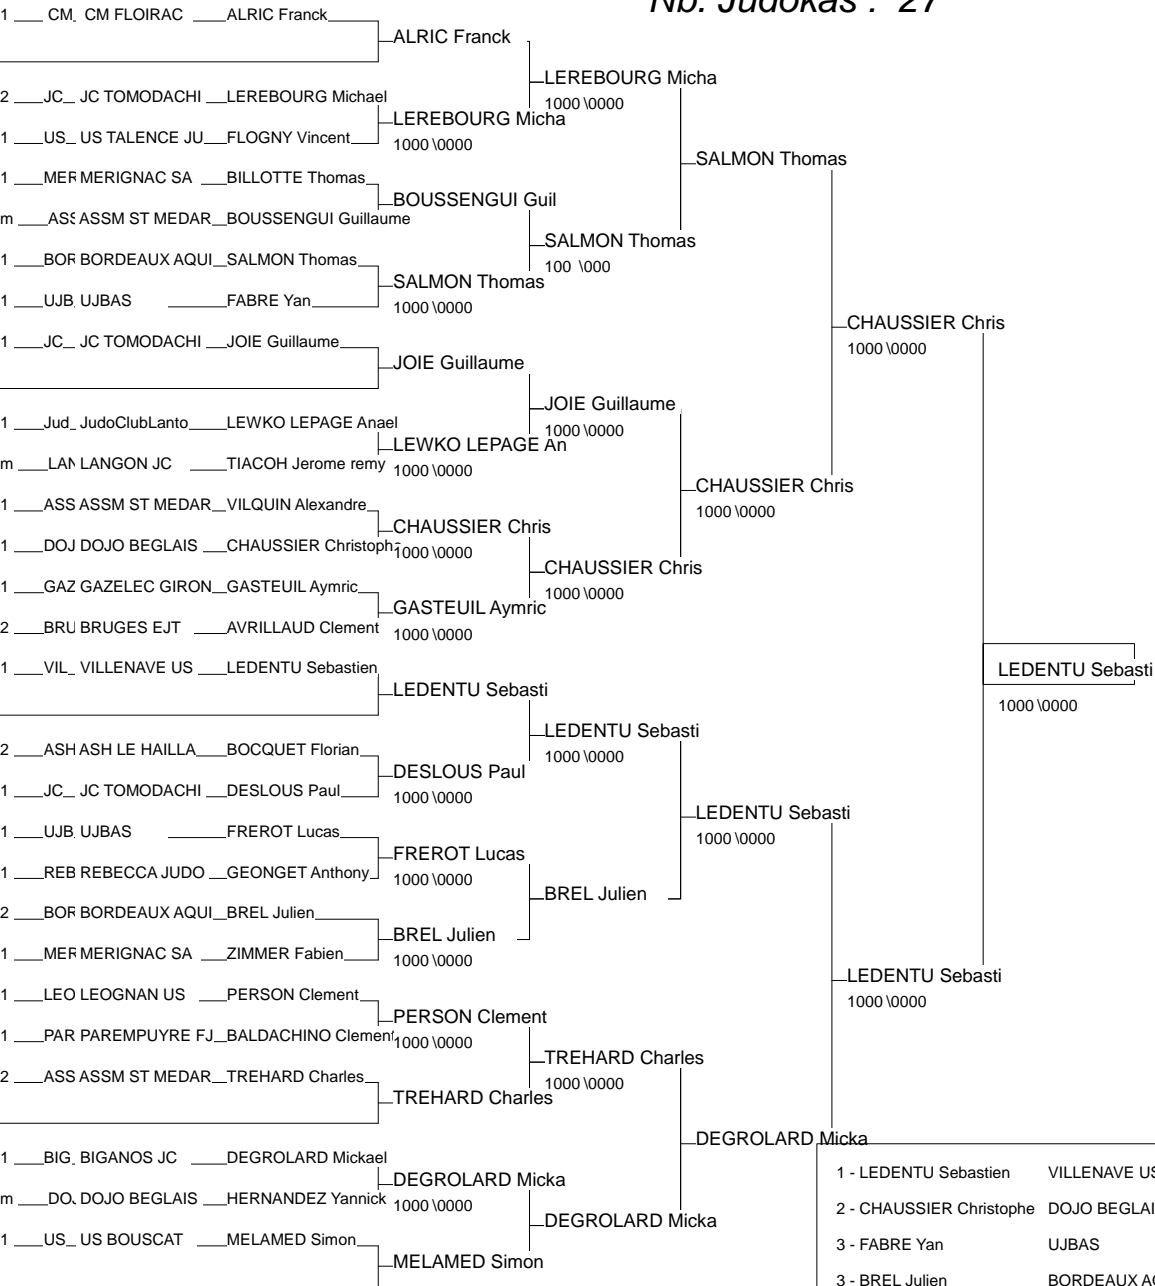 Nb. Judokas : 27
1 CM_ CM FLOIRAC ALRIC Franck
ALRIC Franck
LEREBOURG Micha
1000 \0000
2 JC_ JC TOMODACHI LEREBOURG Michael
LEREBOURG Micha
1000 \0000
1 US_ US TALENCE JU FLOGNY Vincent
SALMON Thomas
1 MER MERIGNAC SA BILLOTTE Thomas
BOUSSENGUI Guil
m ASS ASSM ST MEDAR BOUSSENGUI Guillaume
SALMON Thomas
100 \000
1 BOR BORDEAUX AQUI SALMON Thomas
SALMON Thomas
1000 \0000
1 UJB UJBAS FABRE Yan
CHAUSSIER Chris
1000 \0000
1 JC_ JC TOMODACHI JOIE Guillaume
JOIE Guillaume
JOIE Guillaume
1000 \0000
1 Jud_ JudoClubLanto LEWKO LEPAGE Anael
LEWKO LEPAGE An
1000 \0000
m LAN LANGON JC TIACOH Jerome remy
CHAUSSIER Chris
1000 \0000
1 ASS ASSM ST MEDAR VILQUIN Alexandre
CHAUSSIER Chris
1000 \0000
1 DOJ DOJO BEGLAIS CHAUSSIER Christoph
CHAUSSIER Chris
1000 \0000
1 GAZ GAZELEC GIRON GASTEUIL Aymric
GASTEUIL Aymric
1000 \0000
2 BRU BRUGES EJT AVRILLAUD Clement
LEDENTU Sebasti
1000 \0000
1 VIL_ VILLENAVE US LEDENTU Sebastien
LEDENTU Sebasti
LEDENTU Sebasti
1000 \0000
2 ASH ASH LE HAILLA BOCQUET Florian
DESLOUS Paul
1000 \0000
1 JC_ JC TOMODACHI DESLOUS Paul
LEDENTU Sebasti
1000 \0000
1 UJB UJBAS FREROT Lucas
FREROT Lucas
1000 \0000
1 REB REBECCA JUDO GEONGET Anthony
BREL Julien
2 BOR BORDEAUX AQUI BREL Julien
BREL Julien
1000 \0000
1 MER MERIGNAC SA ZIMMER Fabien
LEDENTU Sebasti
1000 \0000
1 LEO LEOGNAN US PERSON Clement
PERSON Clement
1000 \0000
1 PAR PAREMPUYRE FJ BALDACHINO Clement
TREHARD Charles
1000 \0000
2 ASS ASSM ST MEDAR TREHARD Charles
TREHARD Charles
DEGROLARD Micka
1 BIG_ BIGANOS JC DEGROLARD Mickael
DEGROLARD Micka
1000 \0000
m DOJ DOJO BEGLAIS HERNANDEZ Yannick
DEGROLARD Micka
1 US_ US BOUSCAT MELAMED Simon
MELAMED Simon
1 - LEDENTU Sebastien VILLENAVE US
2 - CHAUSSIER Christophe DOJO BEGLAI
3 - FABRE Yan UJBAS
3 - BREL Julien BORDEAUX AQ